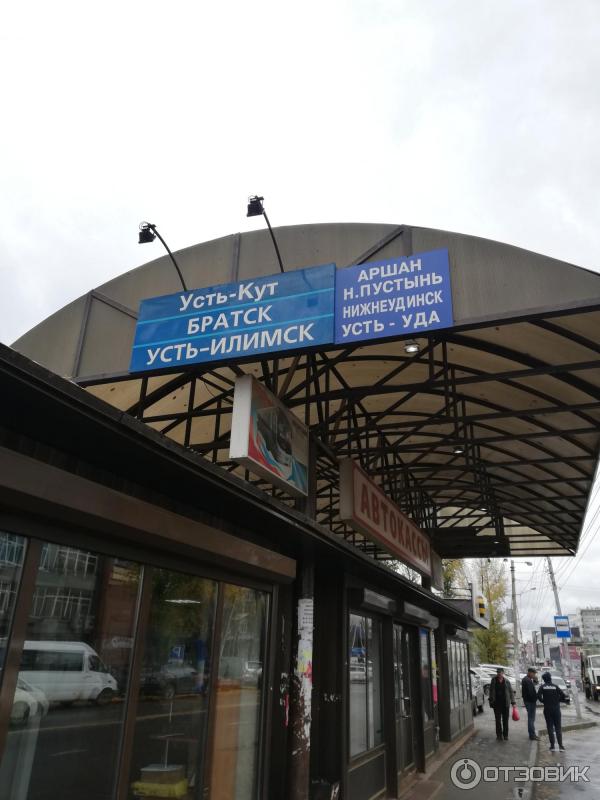 Усть-Кут
БРАТСК
УСТЬ-ИЛИМСК
АРШАН
Н.ПУСТЫНЬ
НИЖНЕУДИНСК
УСТЬ - УДА
АВТОКАССЫ
ОТЗОВИК